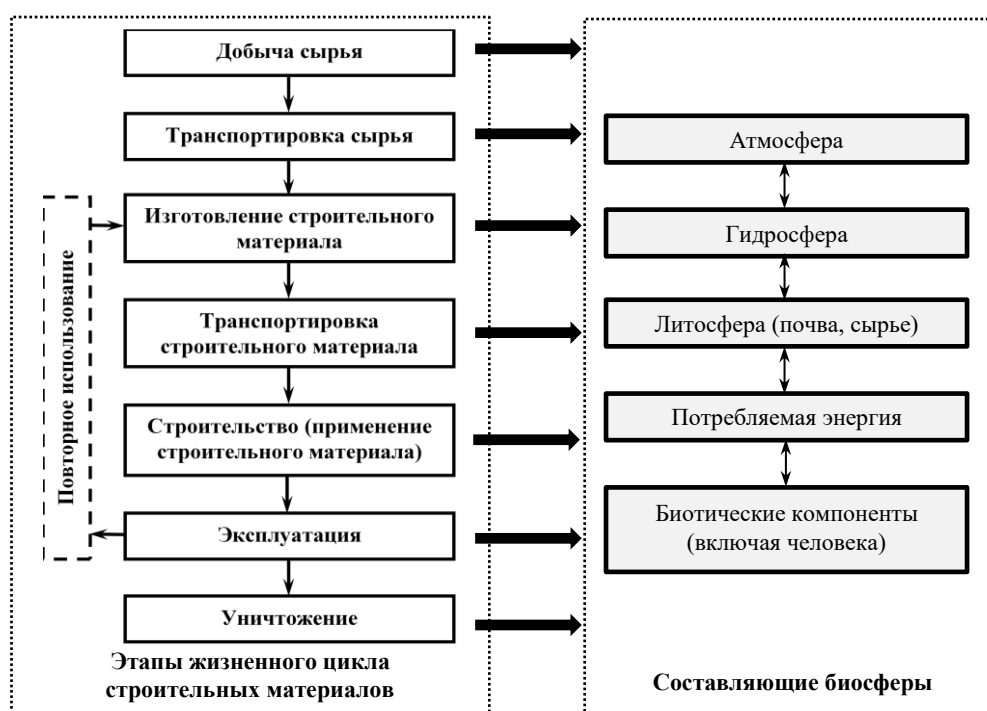 Добыча сырья
Транспортировка сырья
Изготовление строительного
материала
Транспортировка
строительного материала
Строительство (применение
строительного материала)
Эксплуатация
Уничтожение
Повторное использование
Этапы жизненного цикла
строительных материалов
Атмосфера
Гидросфера
Литосфера (почва, сырье)
Потребляемая энергия
Биотические компоненты
(включая человека)
Составляющие биосферы